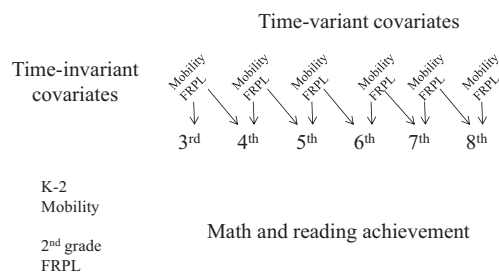 Time-variant covariates
Time-invariant
covariates
Mobility
FRPL
Mobility
FRPL
Mobility
FRPL
Mobility
FRPL
Mobility
FRPL
Mobility
FRPL
3rd 4th 5th 6th 7th 8th
K-2
Mobility
2nd grade
FRPL
Math and reading achievement